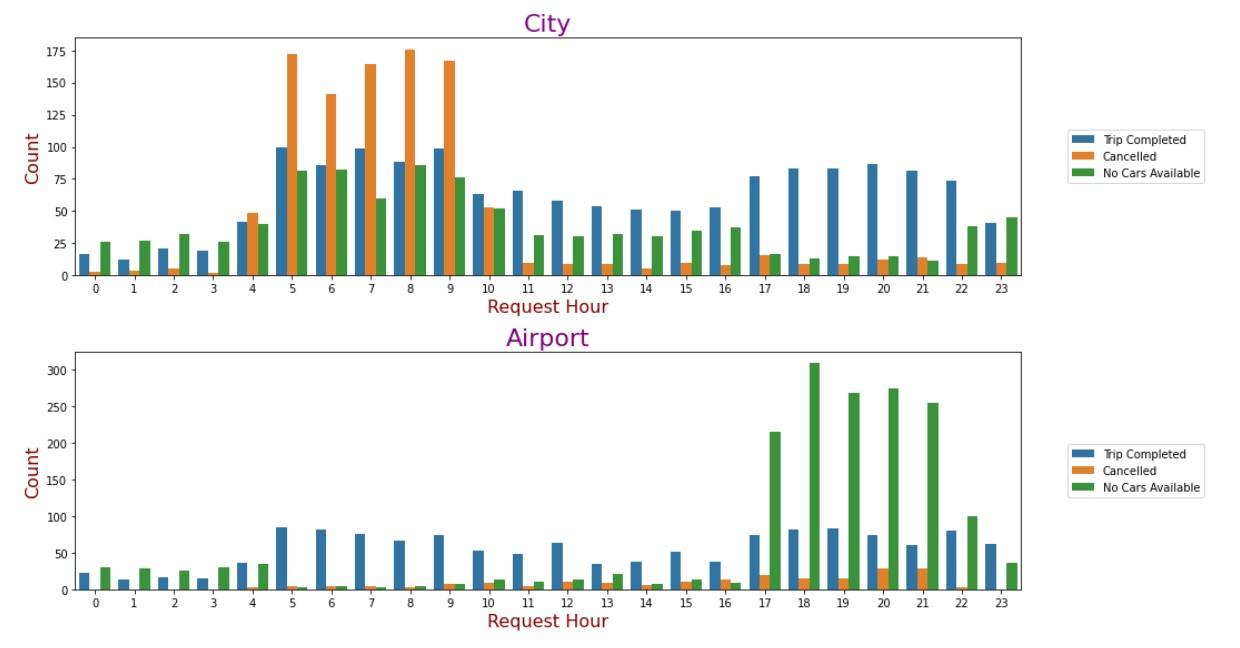 City
175
150
125
100
75
50
25
0
Count
0 1 2 3 4 5 6 7 8 9 10 11 12 13 14 15 16 17 18 19 20 21 22 23
Request Hour
Trip Completed
Cancelled
No Cars Available
Airport
300
250
200
150
100
50
0
Count
0 1 2 3 4 5 6 7 8 9 10 11 12 13 14 15 16 17 18 19 20 21 22 23
Request Hour
Trip Completed
Cancelled
No Cars Available